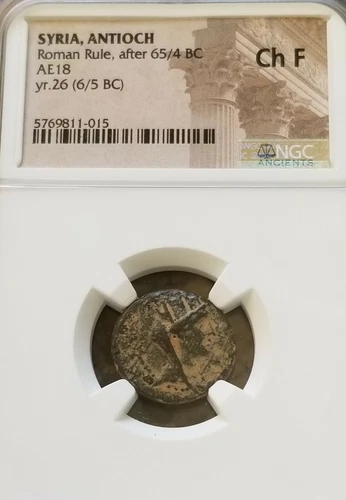 SYRIA, ANTIOCH
Roman Rule, after 65/4 BC
AE18
yr.26 (6/5 BC)
Ch F
5769811-015
NGC
ANCIENTS